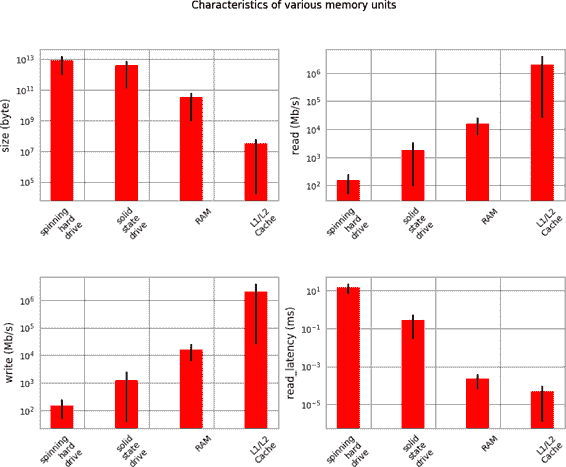 Characteristics of various memory units
size (byte)
10^13
10^11
10^9
10^7
10^5
spinning
hard
drive
solid
state
drive
RAM
L1/L2
Cache
read (Mb/s)
10^6
10^5
10^4
10^3
10^2
spinning
hard
drive
solid
state
drive
RAM
L1/L2
Cache
write (Mb/s)
10^6
10^5
10^4
10^3
10^2
spinning
hard
drive
solid
state
drive
RAM
L1/L2
Cache
read_latency (ms)
10^1
10^−1
10^−3
10^−5
spinning
hard
drive
solid
state
drive
RAM
L1/L2
Cache